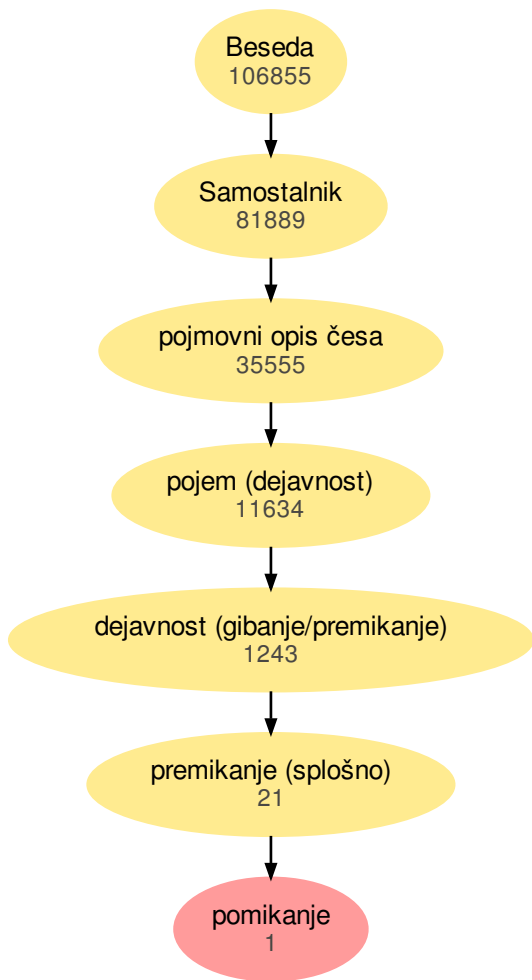 Beseda
106855
Samostalnik
81889
pojmovni opis česa
35555
pojem (dejavnost)
11634
dejavnost (gibanje/premikanje)
1243
premikanje (splošno)
21
pomikanje
1